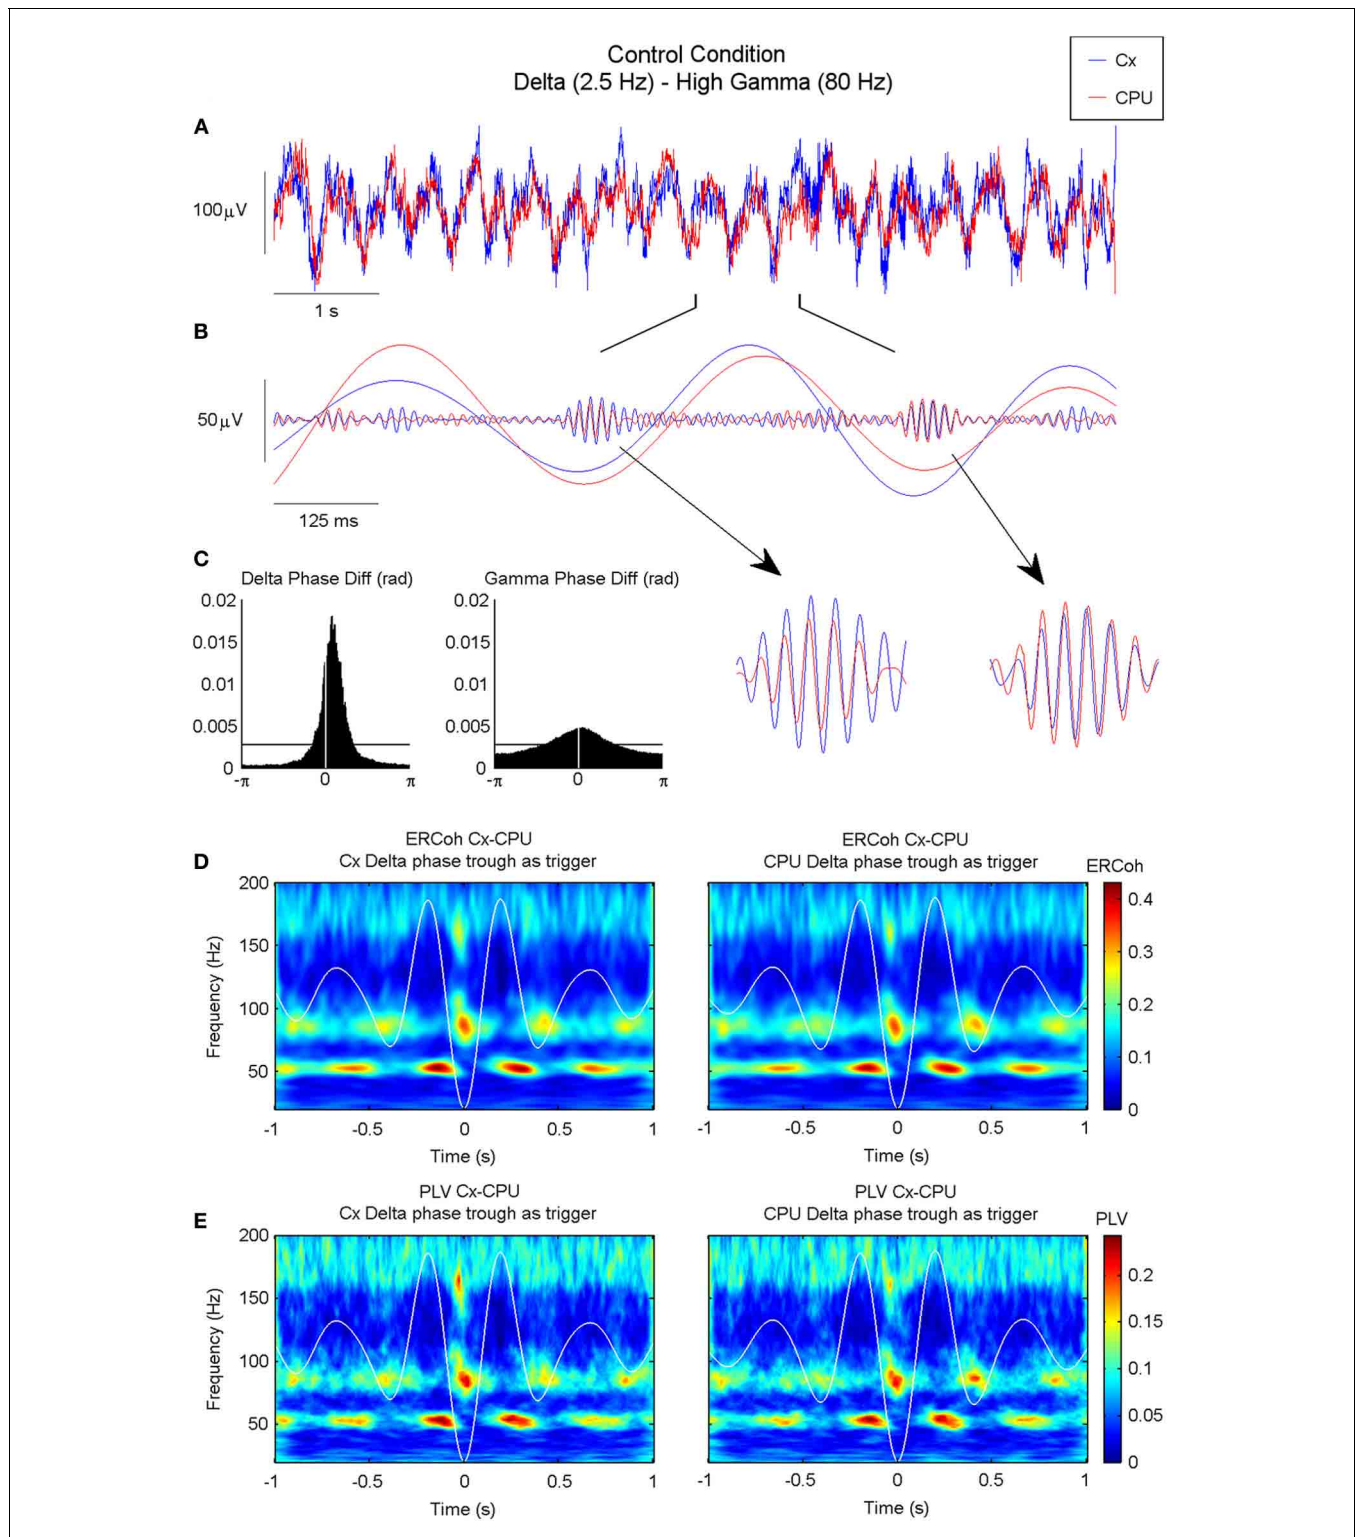 Control Condition
Delta (2.5 Hz) - High Gamma (80 Hz)
Cx
CPU
A
100 μV
1 s
B
50 μV
125 ms
C
Delta Phase Diff (rad)
0.02
0.015
0.01
0.005
0
-π
0
π
Gamma Phase Diff (rad)
0.02
0.015
0.01
0.005
0
-π
0
π
D
ERCoh Cx-CPU
Cx Delta phase trough as trigger
200
150
100
50
Frequency (Hz)
-1
-0.5
0
0.5
1
Time (s)
ERCoh Cx-CPU
CPU Delta phase trough as trigger
-1
-0.5
0
0.5
1
Time (s)
ERCoh
0.4
0.3
0.2
0.1
0
E
PLV Cx-CPU
Cx Delta phase trough as trigger
200
150
100
50
Frequency (Hz)
-1
-0.5
0
0.5
1
Time (s)
PLV Cx-CPU
CPU Delta phase trough as trigger
-1
-0.5
0
0.5
1
Time (s)
PLV
0.2
0.15
0.1
0.05
0